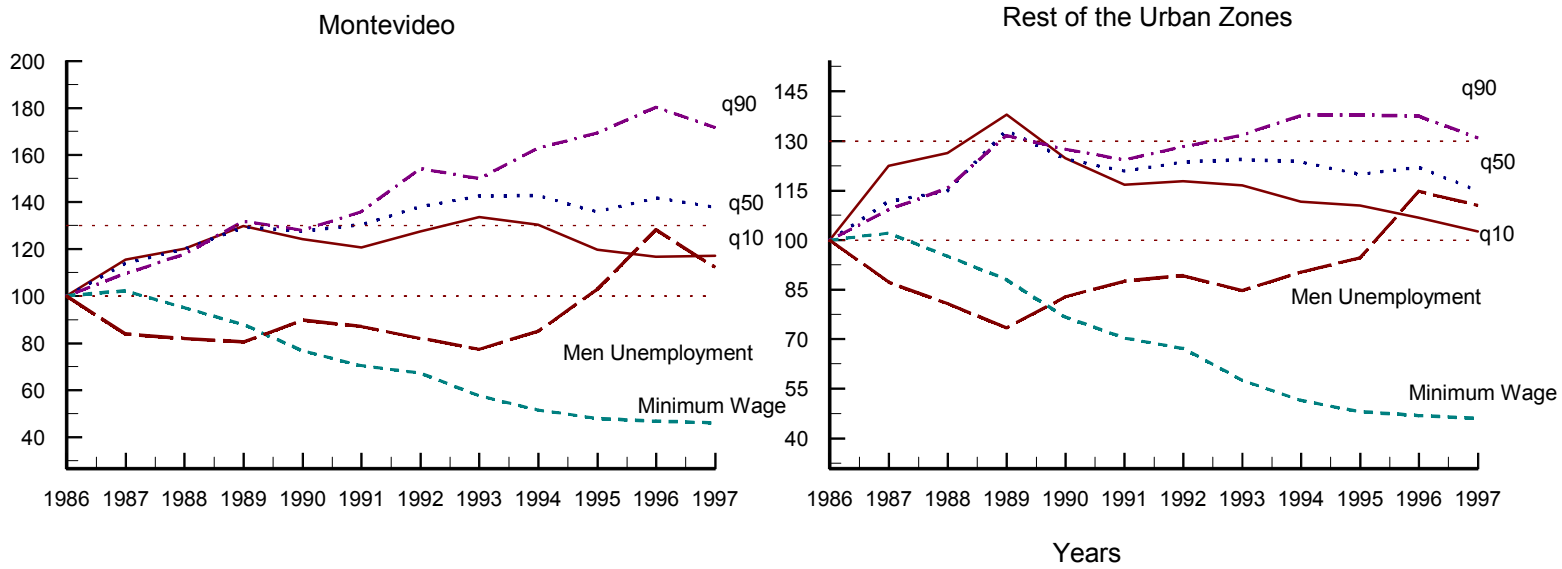 Montevideo
200
180
160
140
120
100
80
60
40
q90
q50
q10
Men Unemployment
Minimum Wage
1986 1987 1988 1989 1990 1991 1992 1993 1994 1995 1996 1997
Rest of the Urban Zones
145
130
115
100
85
70
55
40
q90
q50
q10
Men Unemployment
Minimum Wage
1986 1987 1988 1989 1990 1991 1992 1993 1994 1995 1996 1997
Years